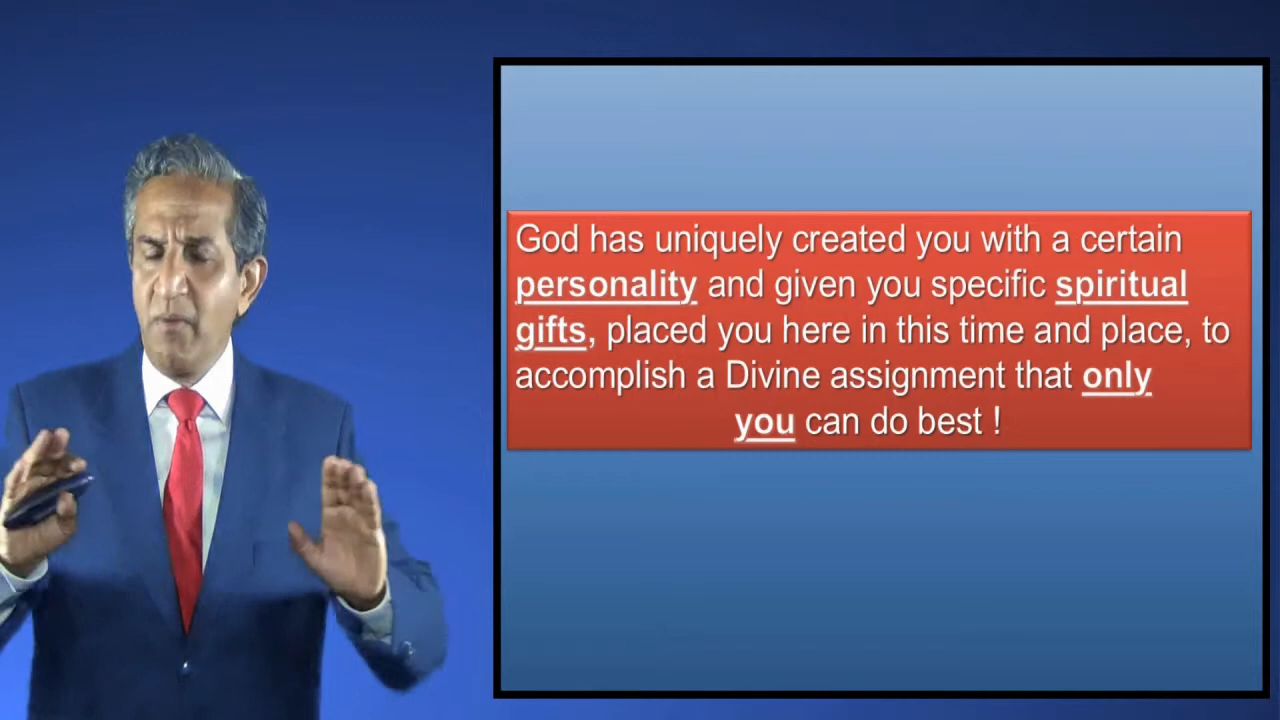 God has uniquely created you with a certain
personality and given you specific spiritual
gifts, placed you here in this time and place, to
accomplish a Divine assignment that only
you can do best !